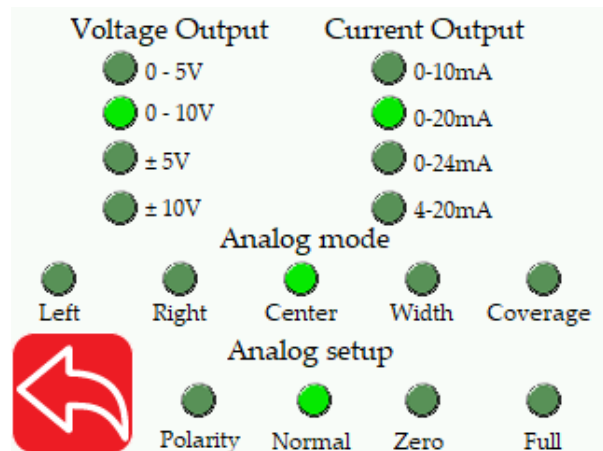 Voltage Output Current Output
0 - 5V 0-10mA
0 - 10V 0-20mA
± 5V 0-24mA
± 10V 4-20mA
Analog mode
Left Right Center Width Coverage
Analog setup
Polarity Normal Zero Full